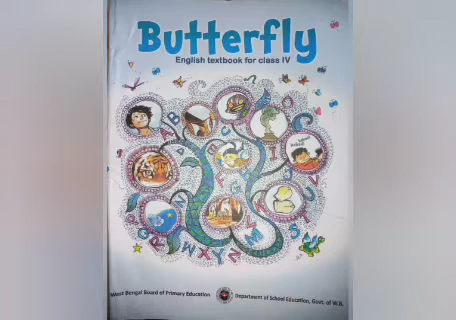 Butterfly
English textbook for class IV
West Bengal Board of Primary Education
Department of School Education, Govt. of W.B.